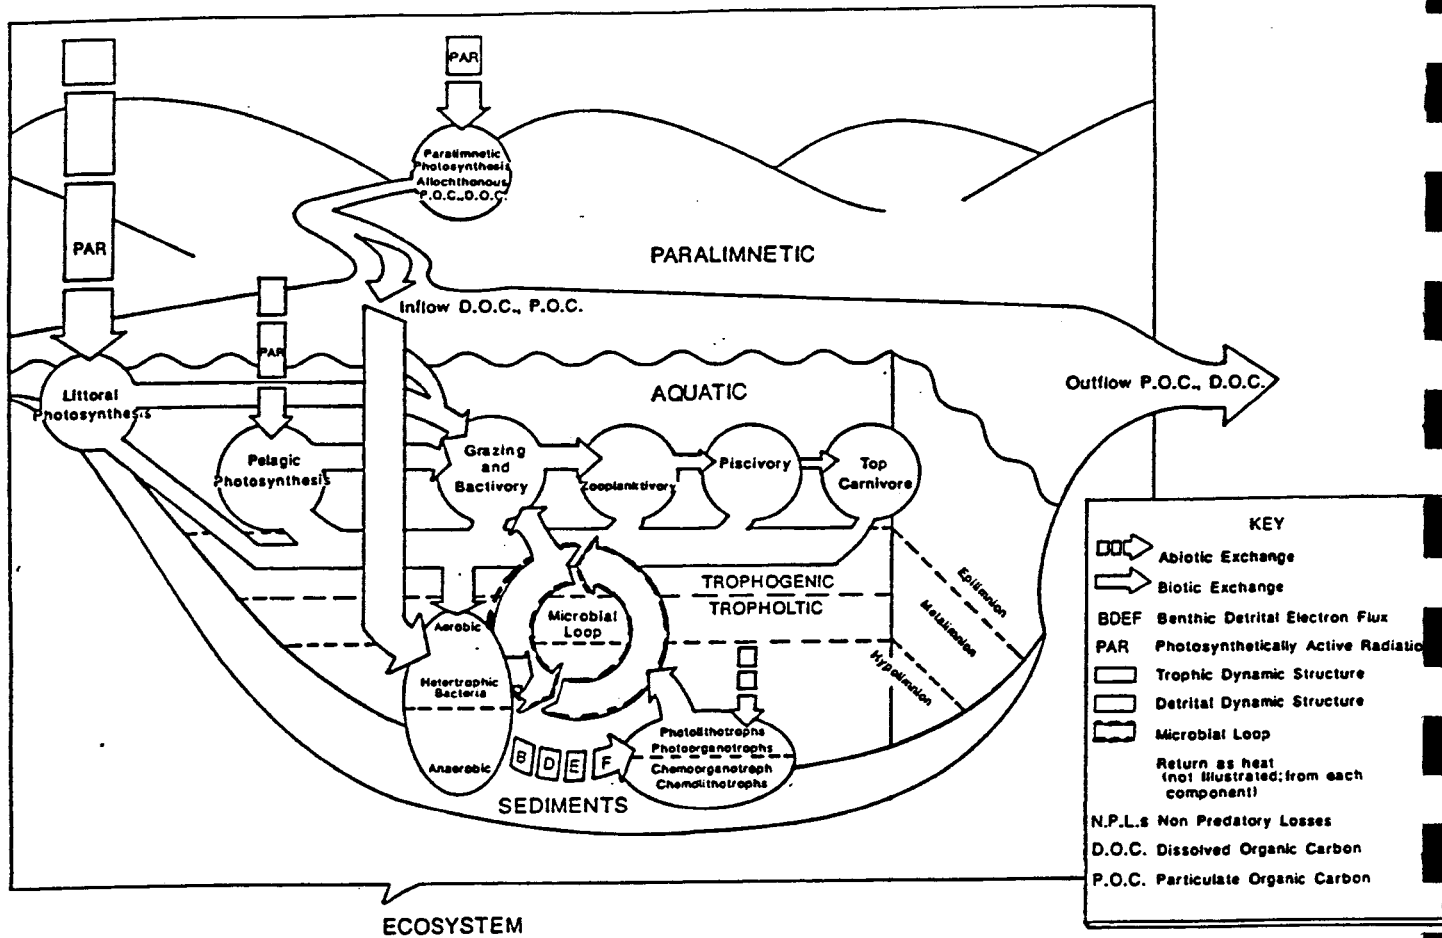 PAR
Paralimnetic
Photosynthesis
Allochthonous
P.O.C., D.O.C.
PAR
PARALIMNETIC
Inflow D.O.C., P.O.C.
PAR
Littoral
Photosynthesis
AQUATIC
Outflow P.O.C., D.O.C.
Pelagic
Photosynthesis
Grazing
and
Bactivory
Zooplanktivory
Piscivory
Top
Carnivore
TROPHOGENIC
TROPHOLTIC
Epilimnion
Metalimnion
Hypolimnion
Microbial
Loop
Aerobic
Hetertrophic
Bacteria
Anaerobic
B D E F
Photolithotrophs
Photoorganotrophs
Chemoorganotroph
Chemolithotrophs
SEDIMENTS
ECOSYSTEM
KEY
Abiotic Exchange
Biotic Exchange
BDEF Benthic Detrital Electron Flux
PAR Photosynthetically Active Radiatio
Trophic Dynamic Structure
Detrital Dynamic Structure
Microbial Loop
Return as heat
(not illustrated; from each
component)
N.P.L.s Non Predatory Losses
D.O.C. Dissolved Organic Carbon
P.O.C. Particulate Organic Carbon